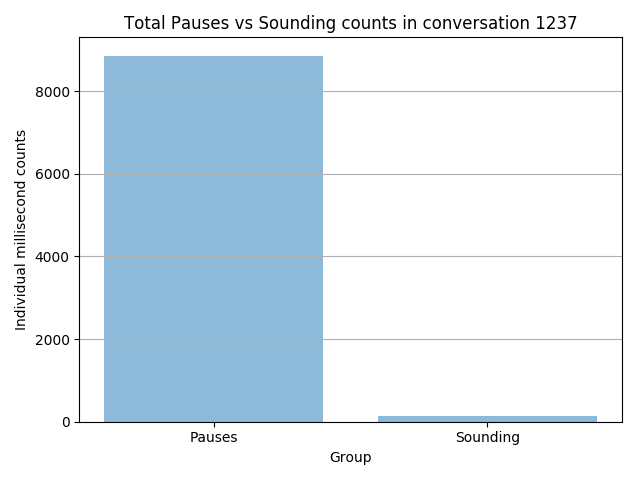 Total Pauses vs Sounding counts in conversation 1237
Individual millisecond counts
8000
6000
4000
2000
0
Pauses
Sounding
Group